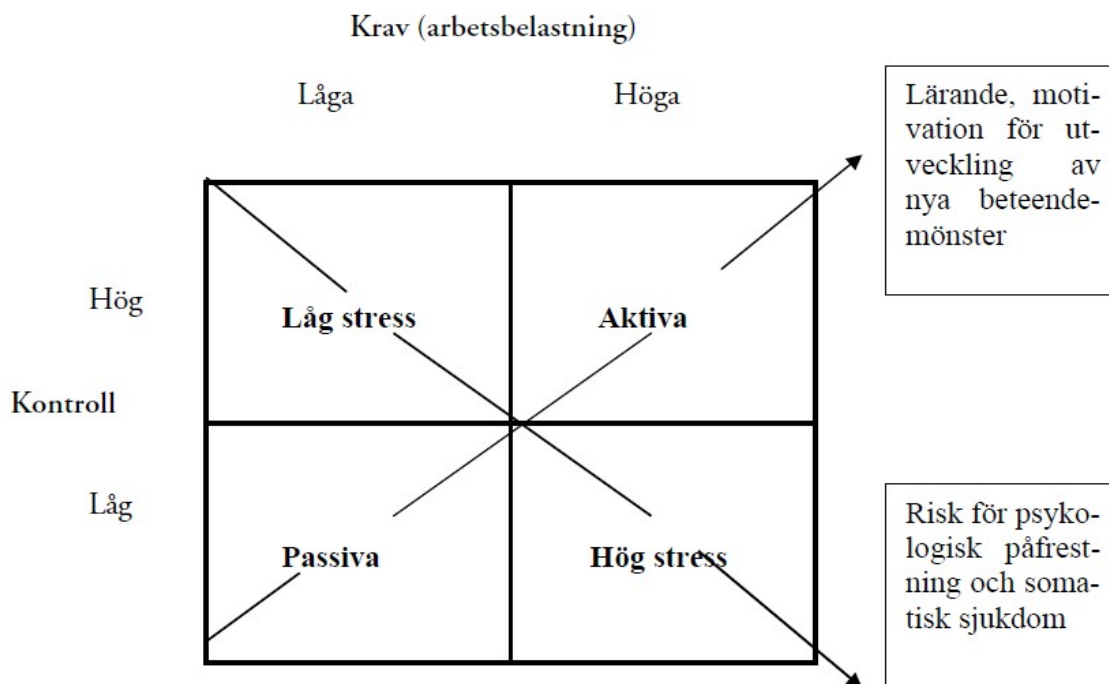 Krav (arbetsbelastning)
Låga Höga
Lärande, moti-
vation för ut-
veckling av
nya beteende-
mönster
Hög
Låg stress Aktiva
Kontroll
Låg
Passiva Hög stress
Risk för psyko-
logisk påfrest-
ning och soma-
tisk sjukdom